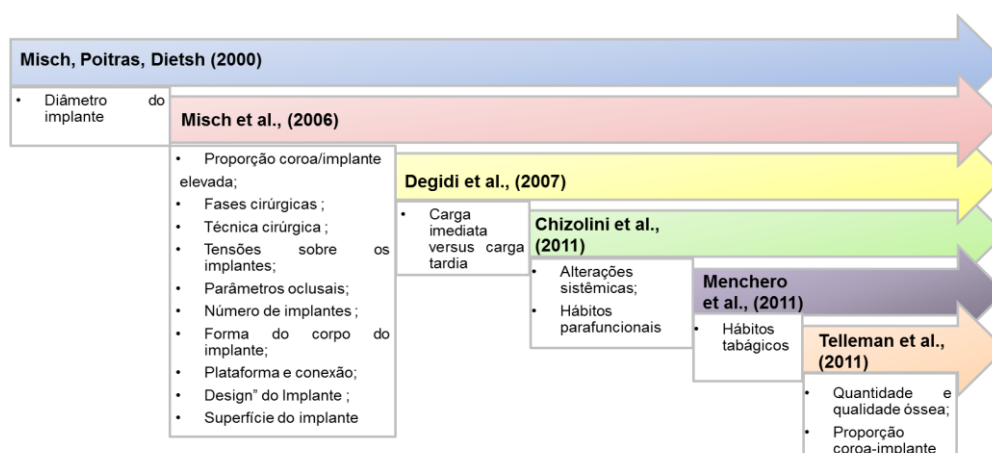 Misch, Poitras, Dietsh (2000)
• Diâmetro do
implante
Misch et al., (2006)
• Proporção coroa/implante
elevada;
• Fases cirúrgicas ;
• Técnica cirúrgica ;
• Tensões sobre os
implantes;
• Parâmetros oclusais;
• Número de implantes ;
• Forma do corpo do
implante;
• Plataforma e conexão;
• Design” do Implante ;
• Superfície do implante
Degidi et al., (2007)
• Carga
imediata
versus carga
tardia
Chizolini et al.,
(2011)
• Alterações
sistêmicas;
• Hábitos
parafuncionais
Menchero
et al., (2011)
• Hábitos
tabágicos
Telleman et al.,
(2011)
• Quantidade e
qualidade óssea;
• Proporção
coroa-implante